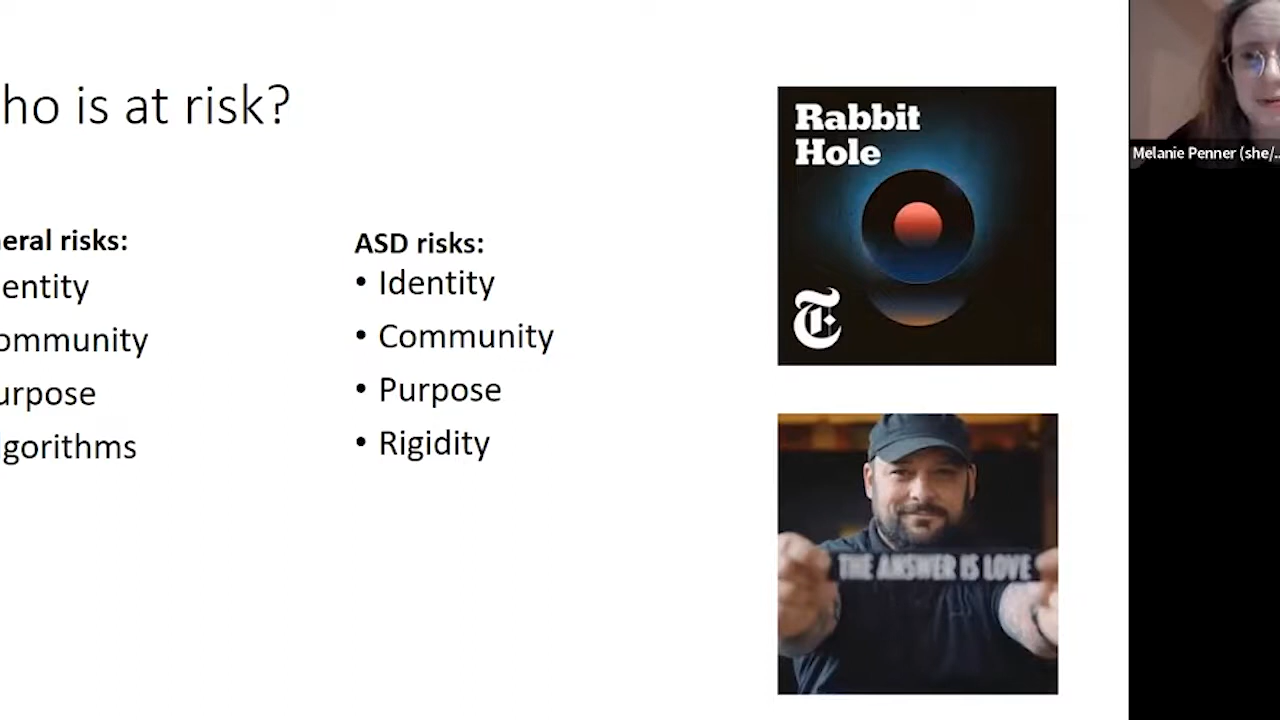 ho is at risk?
eral risks:
entity
ommunity
urpose
gorithms
ASD risks:
• Identity
• Community
• Purpose
• Rigidity
Rabbit
Hole
T
THE ANSWER IS LOVE
Melanie Penner (she/...